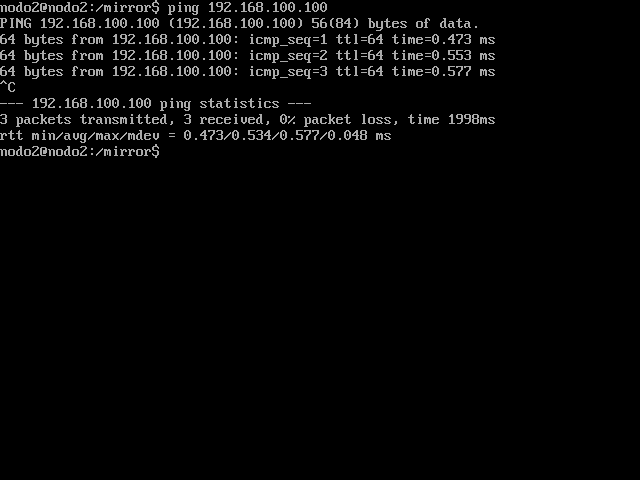 nodo2@nodo2:/mirror$ ping 192.168.100.100
PING 192.168.100.100 (192.168.100.100) 56(84) bytes of data.
64 bytes from 192.168.100.100: icmp_seq=1 ttl=64 time=0.473 ms
64 bytes from 192.168.100.100: icmp_seq=2 ttl=64 time=0.553 ms
64 bytes from 192.168.100.100: icmp_seq=3 ttl=64 time=0.577 ms
^C
--- 192.168.100.100 ping statistics ---
3 packets transmitted, 3 received, 0% packet loss, time 1998ms
rtt min/avg/max/mdev = 0.473/0.534/0.577/0.048 ms
nodo2@nodo2:/mirror$